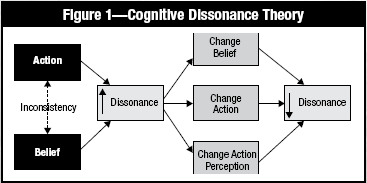 Figure 1—Cognitive Dissonance Theory
Action
Inconsistency
Belief
Dissonance
Change
Belief
Change
Action
Change Action
Perception
Dissonance